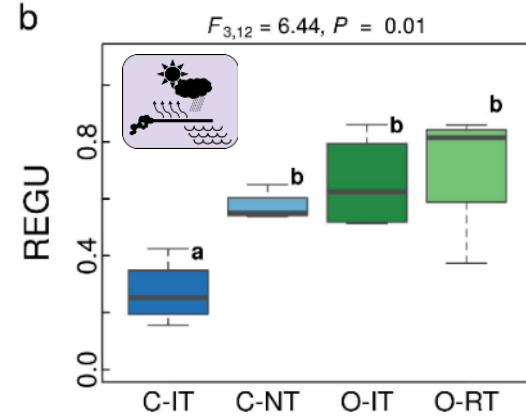 b
F3,12 = 6.44, P = 0.01
REGU
0.8
0.4
0.0
a
b
b
b
C-IT C-NT O-IT O-RT